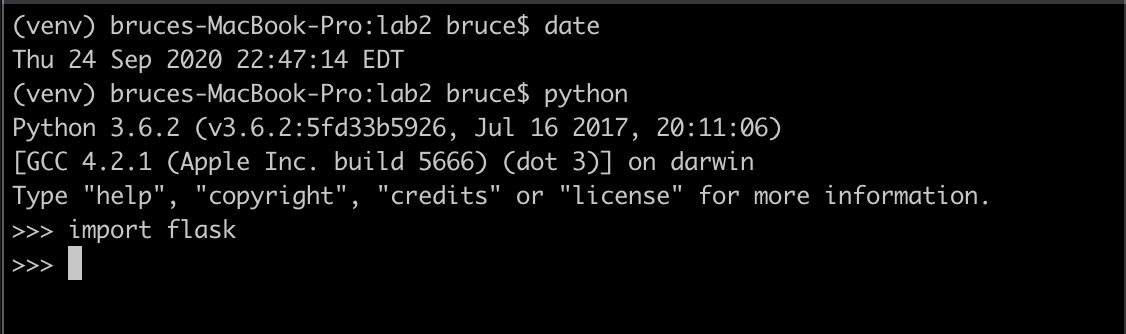 (venv) bruces-MacBook-Pro:lab2 bruce$ date
Thu 24 Sep 2020 22:47:14 EDT
(venv) bruces-MacBook-Pro:lab2 bruce$ python
Python 3.6.2 (v3.6.2:5fd33b5926, Jul 16 2017, 20:11:06)
[GCC 4.2.1 (Apple Inc. build 5666) (dot 3)] on darwin
Type "help", "copyright", "credits" or "license" for more information.
>>> import flask
>>>